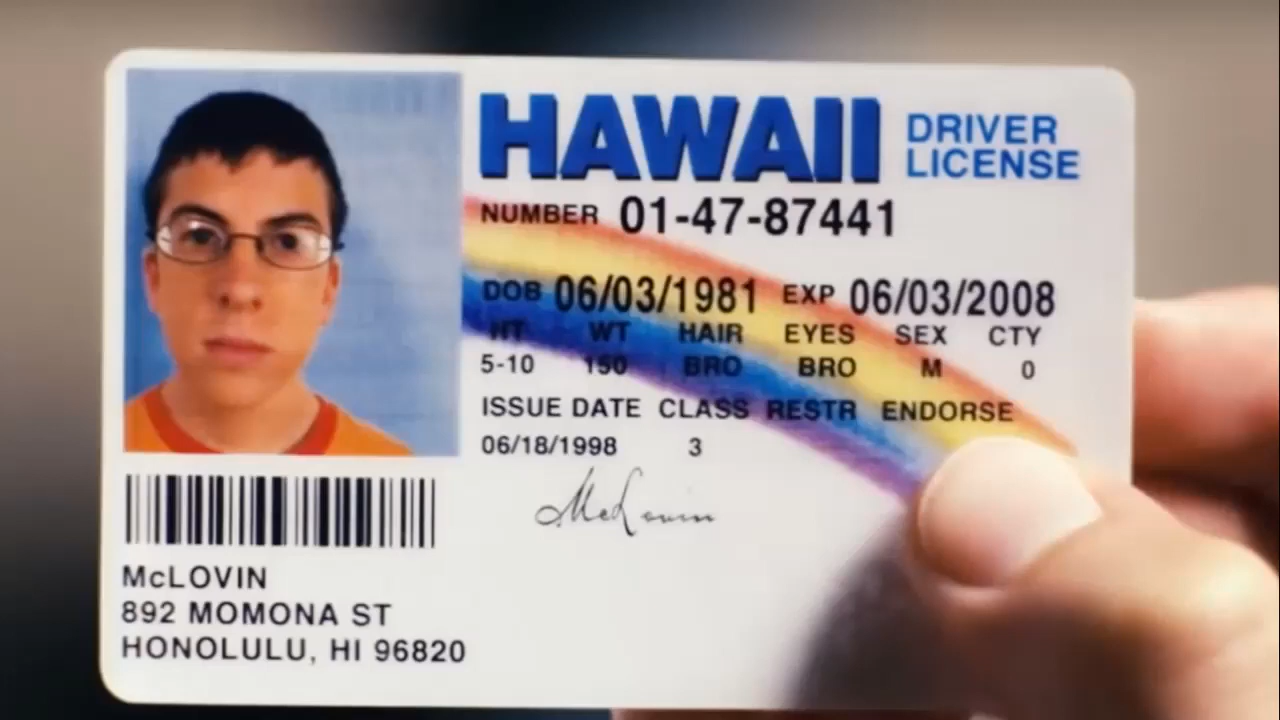 HAWAII DRIVER LICENSE
NUMBER 01-47-87441
DOB 06/03/1981 EXP 06/03/2008
HT WT HAIR EYES SEX CTY
5-10 150 BRO BRO M 0
ISSUE DATE CLASS RESTR ENDORSE
06/18/1998 3
McLovin
McLOVIN
892 MOMONA ST
HONOLULU, HI 96820